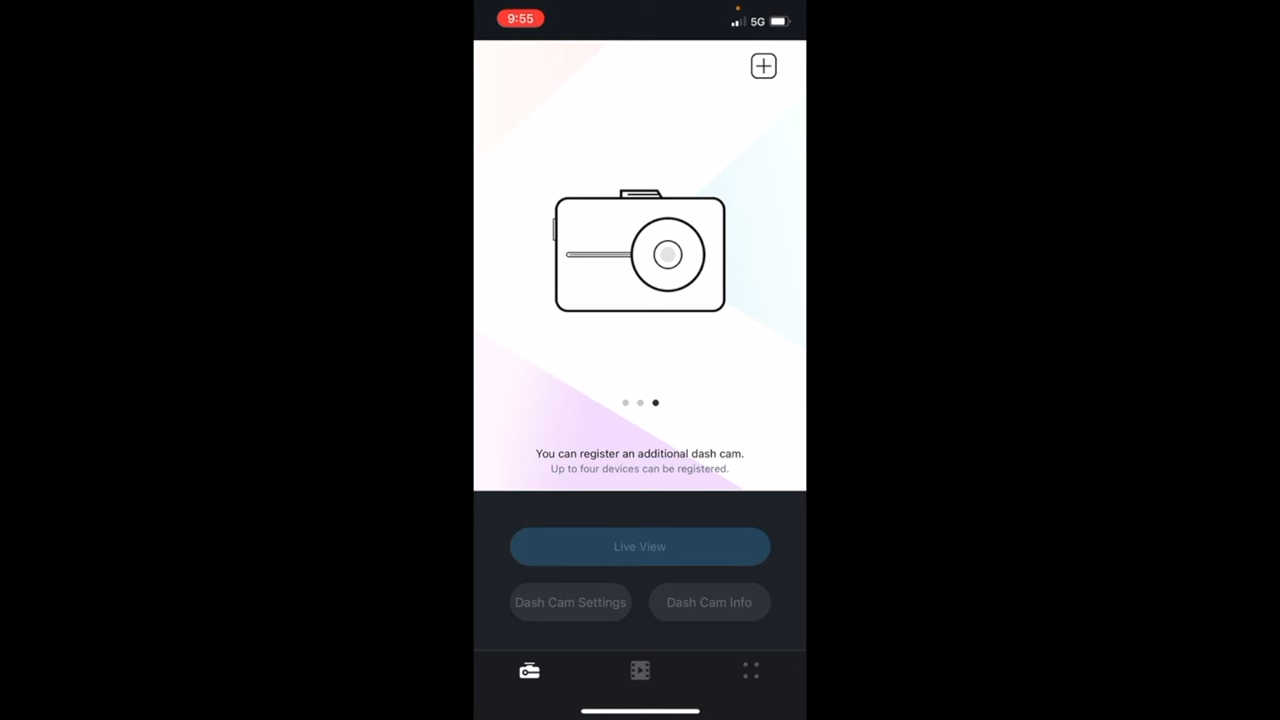 9:55
5G
You can register an additional dash cam.
Up to four devices can be registered.
Live View
Dash Cam Settings
Dash Cam Info